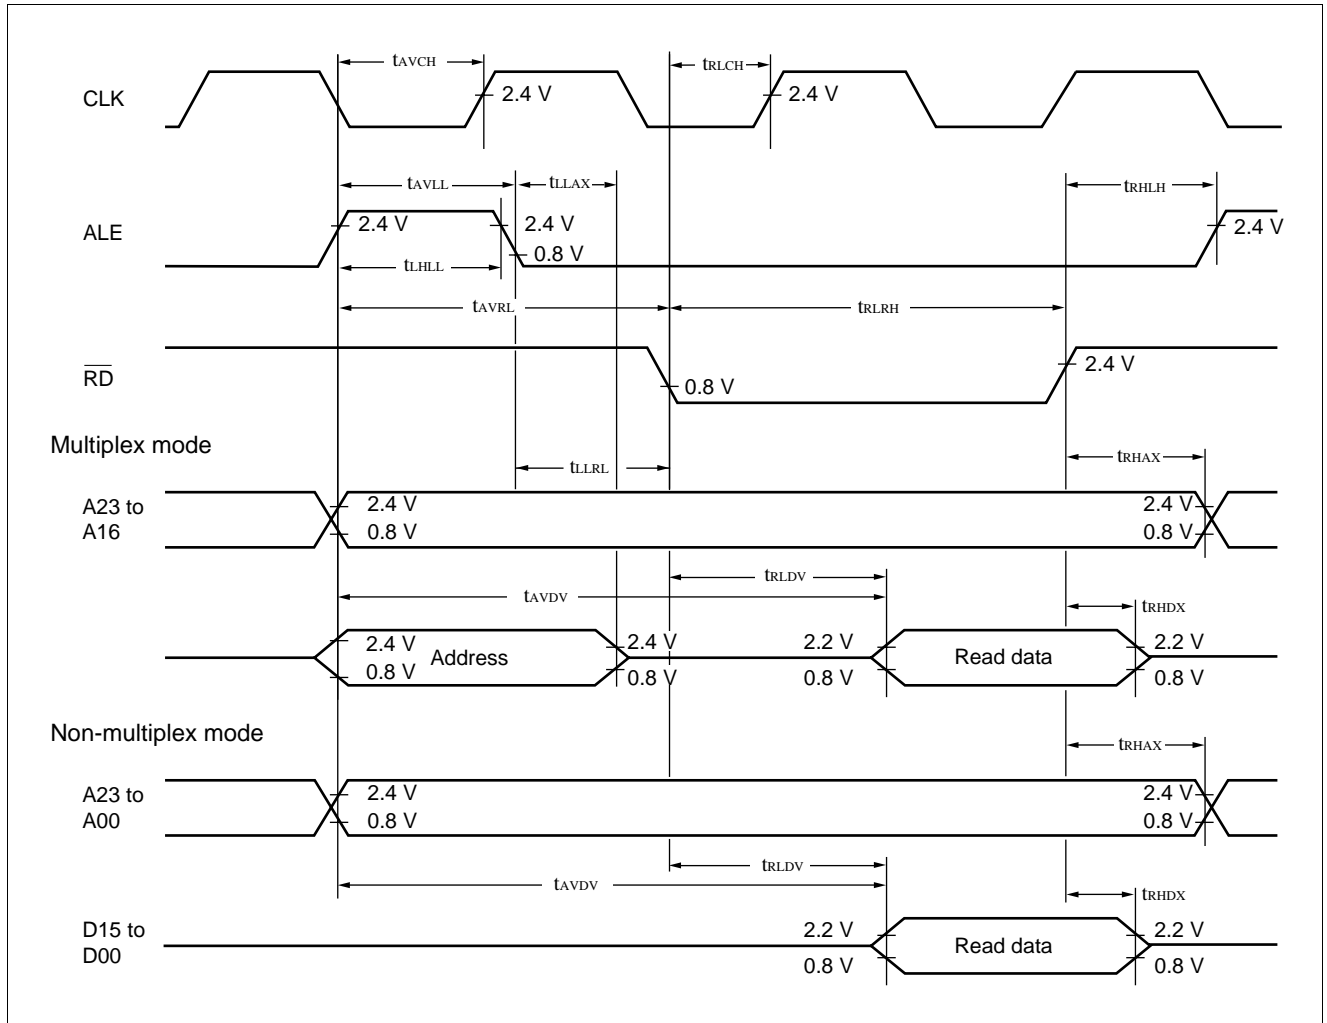 tAVCH
tRLCH
CLK
2.4 V
2.4 V
tAVLL
tLLAX
tRHLH
ALE
2.4 V
2.4 V
2.4 V
0.8 V
tLHLL
tAVRL
tRLRH
RD
2.4 V
0.8 V
Multiplex mode
tLLRL
tRHAX
A23 to
A16
2.4 V
0.8 V
2.4 V
0.8 V
tRLDV
tAVDV
tRHDX
2.4 V
0.8 V
Address
2.4 V
0.8 V
2.2 V
0.8 V
Read data
2.2 V
0.8 V
Non-multiplex mode
tRHAX
A23 to
A00
2.4 V
0.8 V
2.4 V
0.8 V
tRLDV
tAVDV
tRHDX
D15 to
D00
2.2 V
0.8 V
Read data
2.2 V
0.8 V